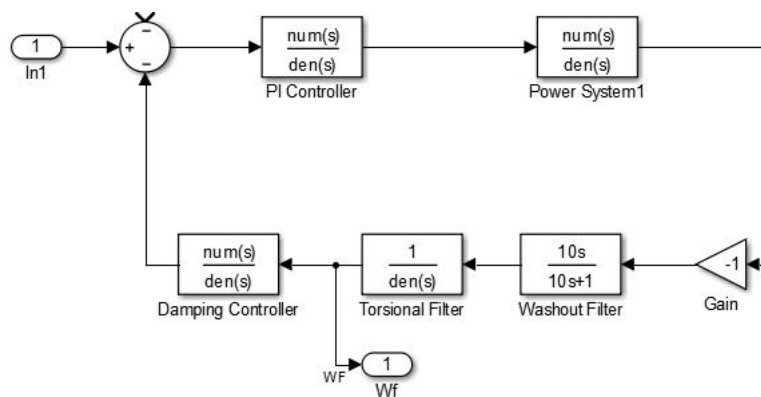 1
In1
+
−
−
num(s)
den(s)
PI Controller
num(s)
den(s)
Power System1
num(s)
den(s)
Damping Controller
1
den(s)
Torsional Filter
10s
10s+1
Washout Filter
-1
Gain
WF
1
Wf